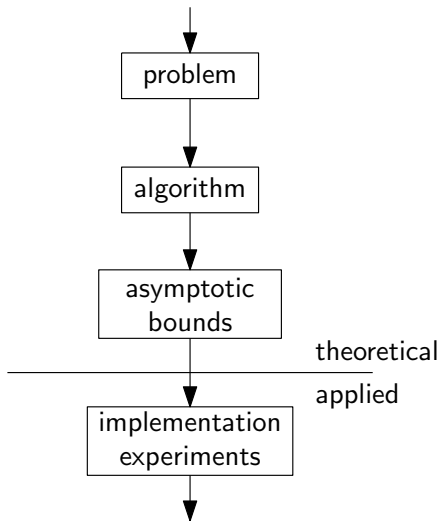 problem
algorithm
asymptotic
bounds
theoretical
applied
implementation
experiments